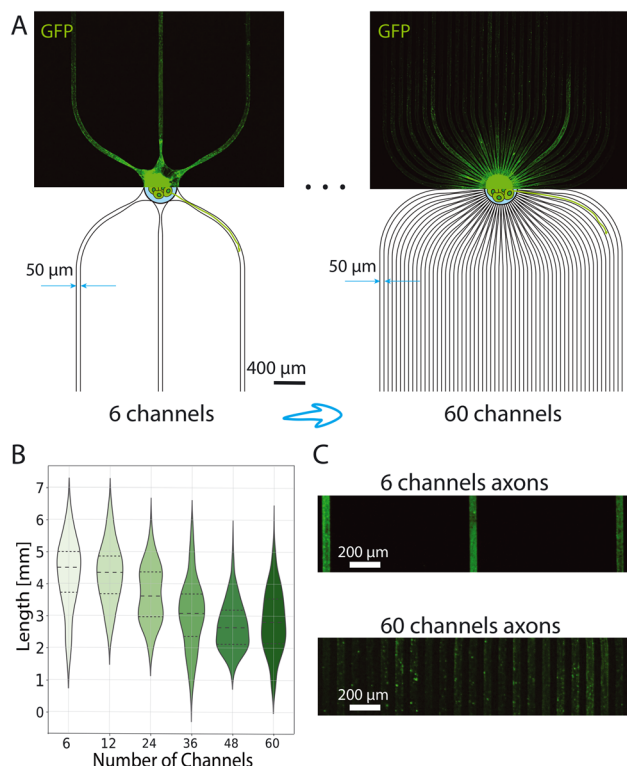 A
GFP
GFP
50 µm
50 µm
400 µm
6 channels
60 channels
B
C
7
6
5
4
3
2
1
0
Length [mm]
6 12 24 36 48 60
Number of Channels
6 channels axons
200 µm
60 channels axons
200 µm